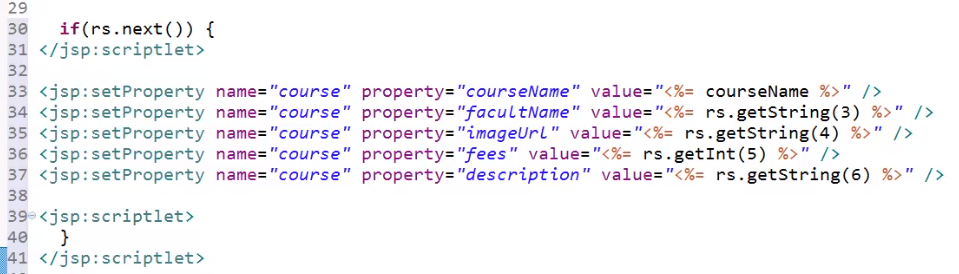 29
30 if(rs.next()) {
31 </jsp:scriptlet>
32
33 <jsp:setProperty name="course" property="courseName" value="<%= courseName %>" />
34 <jsp:setProperty name="course" property="facultName" value="<%= rs.getString(3) %>" />
35 <jsp:setProperty name="course" property="imageUrl" value="<%= rs.getString(4) %>" />
36 <jsp:setProperty name="course" property="fees" value="<%= rs.getInt(5) %>" />
37 <jsp:setProperty name="course" property="description" value="<%= rs.getString(6) %>" />
38
39 <jsp:scriptlet>
40 }
41 </jsp:scriptlet>